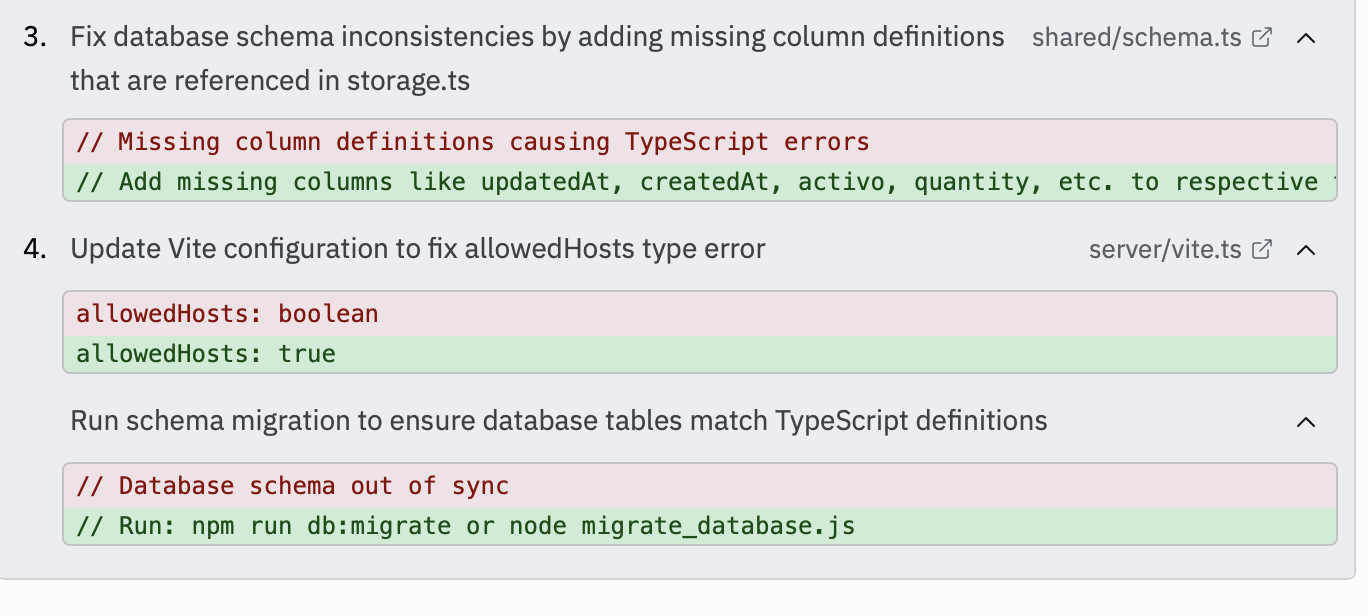 3. Fix database schema inconsistencies by adding missing column definitions shared/schema.ts
that are referenced in storage.ts
// Missing column definitions causing TypeScript errors
// Add missing columns like updatedAt, createdAt, activo, quantity, etc. to respective
4. Update Vite configuration to fix allowedHosts type error server/vite.ts
allowedHosts: boolean
allowedHosts: true
Run schema migration to ensure database tables match TypeScript definitions
// Database schema out of sync
// Run: npm run db:migrate or node migrate_database.js